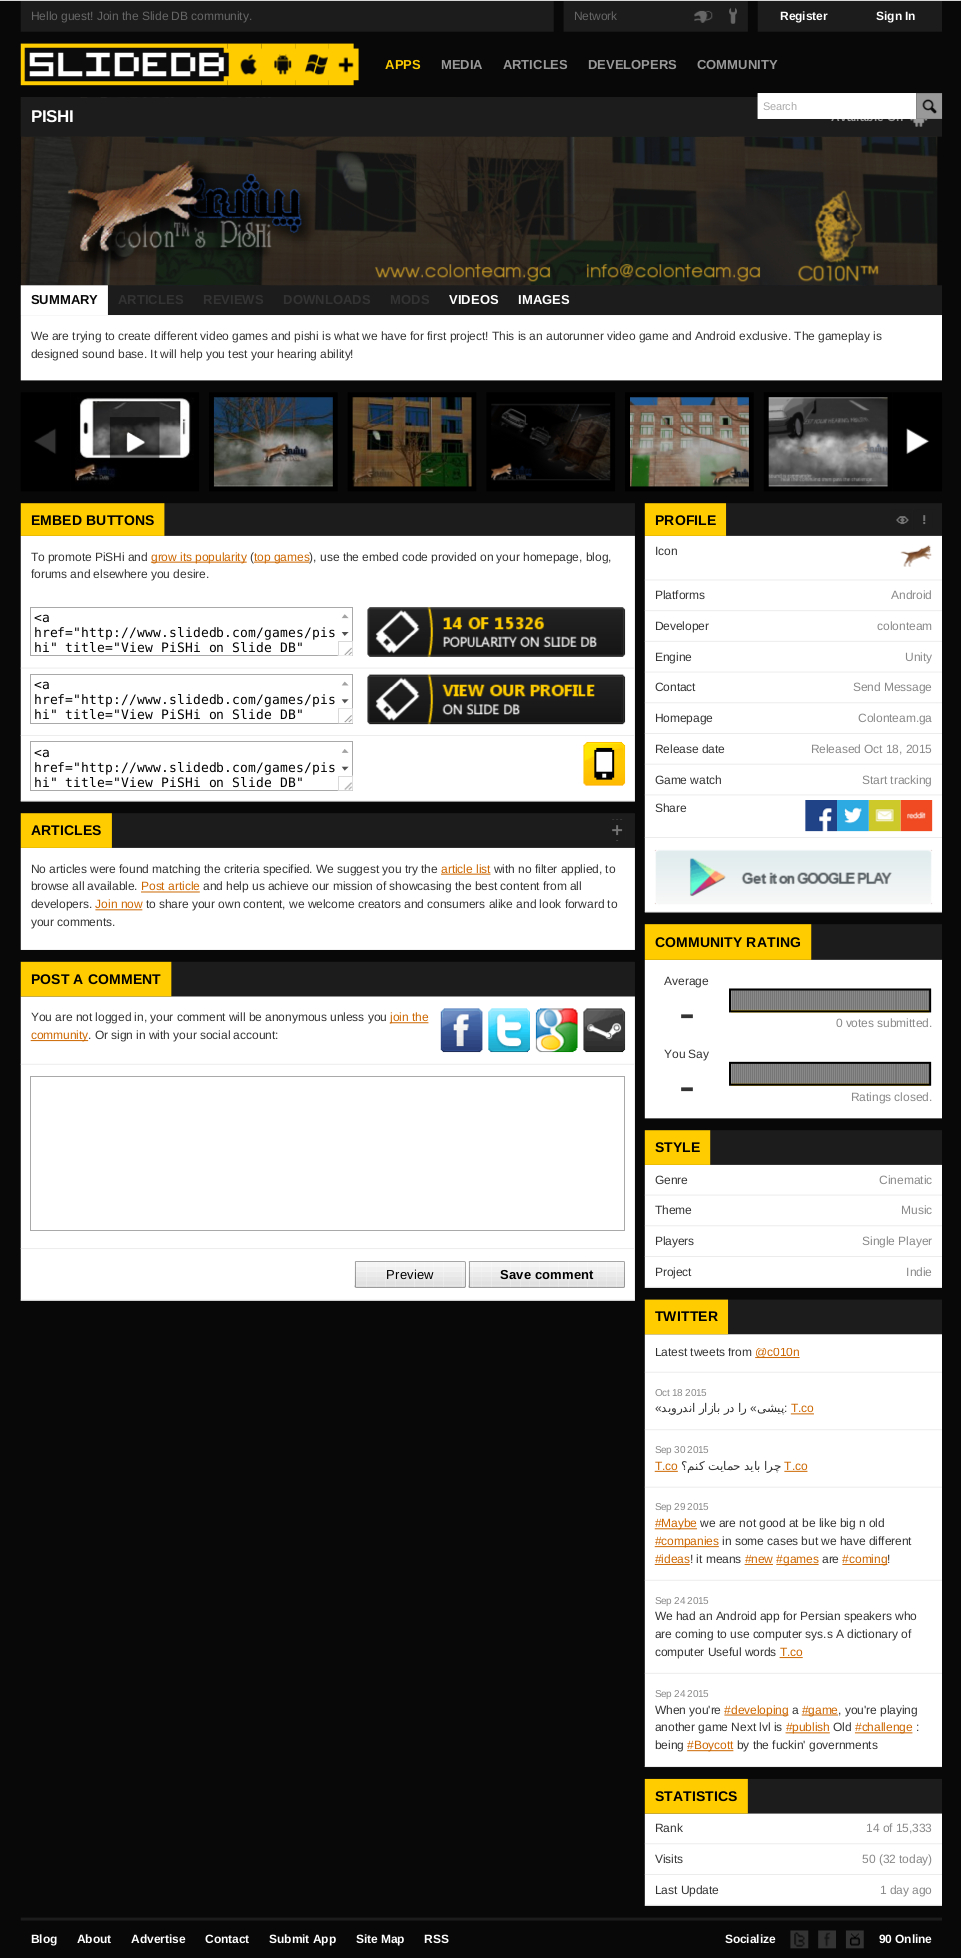 Hello guest! Join the Slide DB community.
Network
Register
Sign In
SLIDEDB
APPS MEDIA ARTICLES DEVELOPERS COMMUNITY
Search
PISHI
colon™'s PiSHi
www.colonteam.ga info@colonteam.ga C010N™
SUMMARY ARTICLES REVIEWS DOWNLOADS MODS VIDEOS IMAGES
We are trying to create different video games and pishi is what we have for first project! This is an autorunner video game and Android exclusive. The gameplay is
designed sound base. It will help you test your hearing ability!
EMBED BUTTONS
To promote PiSHi and grow its popularity (top games), use the embed code provided on your homepage, blog,
forums and elsewhere you desire.
<a
href="http://www.slidedb.com/games/pis
hi" title="View PiSHi on Slide DB"
14 OF 15326
POPULARITY ON SLIDE DB
<a
href="http://www.slidedb.com/games/pis
hi" title="View PiSHi on Slide DB"
VIEW OUR PROFILE
ON SLIDE DB
<a
href="http://www.slidedb.com/games/pis
hi" title="View PiSHi on Slide DB"
ARTICLES
No articles were found matching the criteria specified. We suggest you try the article list with no filter applied, to
browse all available. Post article and help us achieve our mission of showcasing the best content from all
developers. Join now to share your own content, we welcome creators and consumers alike and look forward to
your comments.
POST A COMMENT
You are not logged in, your comment will be anonymous unless you join the
community. Or sign in with your social account:
Preview
Save comment
PROFILE
Icon
Platforms Android
Developer colonteam
Engine Unity
Contact Send Message
Homepage Colonteam.ga
Release date Released Oct 18, 2015
Game watch Start tracking
Share
reddit
Get it on GOOGLE PLAY
COMMUNITY RATING
Average
-
0 votes submitted.
You Say
-
Ratings closed.
STYLE
Genre Cinematic
Theme Music
Players Single Player
Project Indie
TWITTER
Latest tweets from @c010n
Oct 18 2015
«پیشی» را در بازار اندروید: T.co
Sep 30 2015
T.co چرا باید حمایت کنم؟ T.co
Sep 29 2015
#Maybe we are not good at be like big n old
#companies in some cases but we have different
#ideas! it means #new #games are #coming!
Sep 24 2015
We had an Android app for Persian speakers who
are coming to use computer sys.s A dictionary of
computer Useful words T.co
Sep 24 2015
When you're #developing a #game, you're playing
another game Next lvl is #publish Old #challenge :
being #Boycott by the fuckin' governments
STATISTICS
Rank 14 of 15,333
Visits 50 (32 today)
Last Update 1 day ago
Blog About Advertise Contact Submit App Site Map RSS
Socialize
90 Online